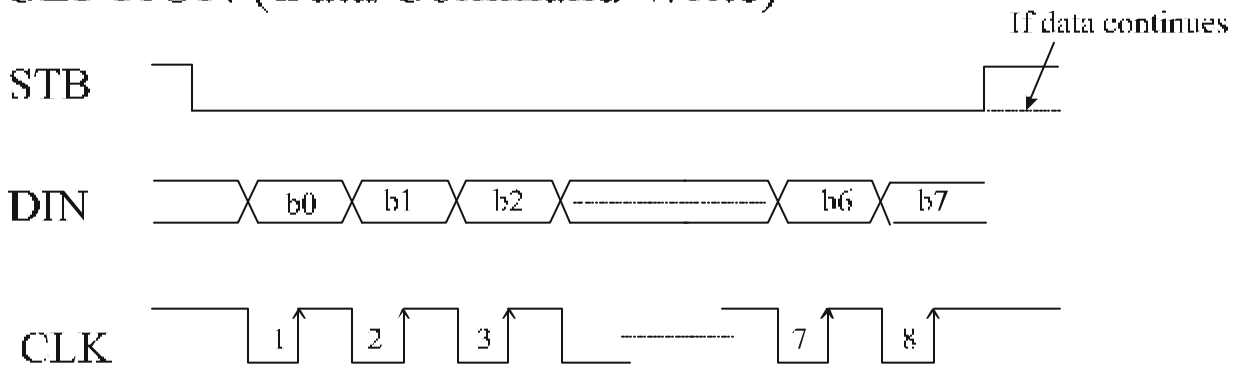 If data continues
STB
DIN b0 b1 b2 b6 b7
CLK 1 2 3 7 8